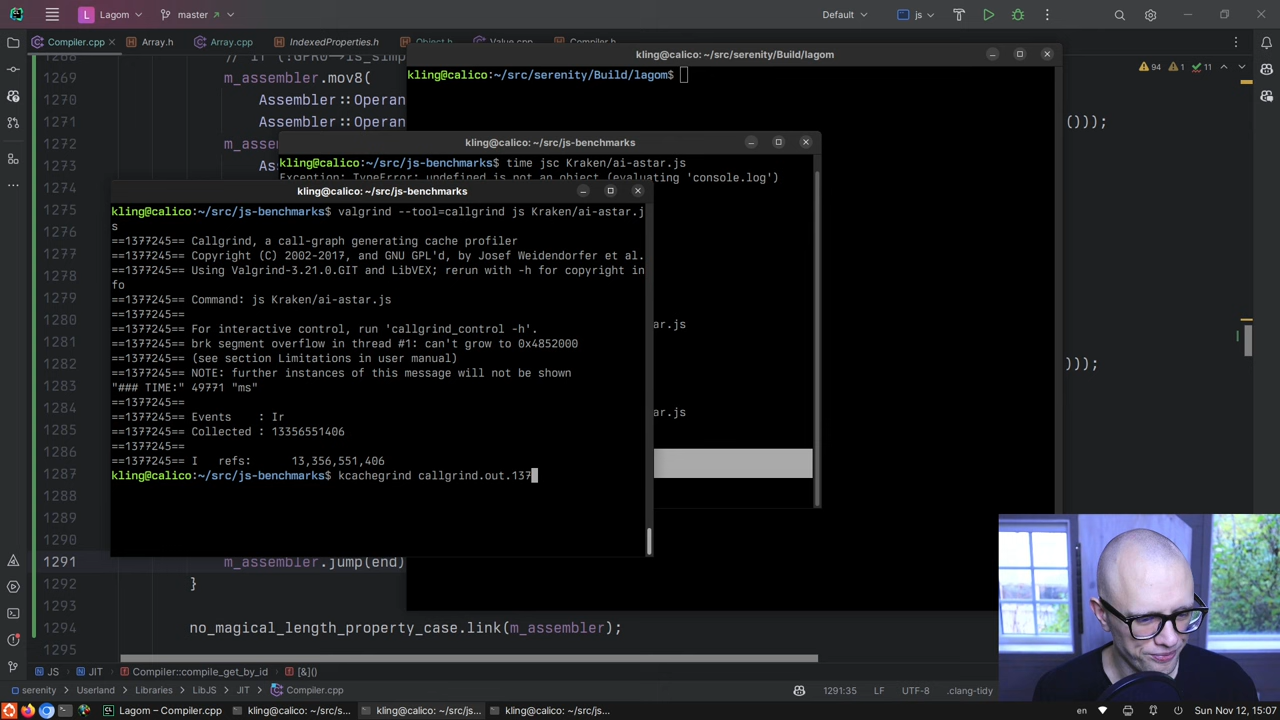 Lagom
master
Default
js
Compiler.cpp
Array.h
Array.cpp
IndexedProperties.h
Object.h
Value.cpp
Compiler.h
94
1
11
1269
1270
1271
1272
1273
1274
1275
1276
1277
1278
1279
1280
1281
1282
1283
1284
1285
1286
1287
1288
1289
1290
1291
1292
1293
1294
1295
m_assembler.mov8(
Assembler::Operan
Assembler::Operan
()));
As
)));
m_assembler.jump(end)
}
no_magical_length_property_case.link(m_assembler);
kling@calico: ~/src/serenity/Build/lagom
kling@calico:~/src/serenity/Build/lagom$
kling@calico: ~/src/js-benchmarks
kling@calico:~/src/js-benchmarks$ time jsc Kraken/ai-astar.js
Exception: TypeError: undefined is not an object (evaluating 'console.log')
ar.js
ar.js
kling@calico: ~/src/js-benchmarks
kling@calico:~/src/js-benchmarks$ valgrind --tool=callgrind js Kraken/ai-astar.j
s
==1377245== Callgrind, a call-graph generating cache profiler
==1377245== Copyright (C) 2002-2017, and GNU GPL'd, by Josef Weidendorfer et al.
==1377245== Using Valgrind-3.21.0.GIT and LibVEX; rerun with -h for copyright in
fo
==1377245== Command: js Kraken/ai-astar.js
==1377245==
==1377245== For interactive control, run 'callgrind_control -h'.
==1377245== brk segment overflow in thread #1: can't grow to 0x4852000
==1377245== (see section Limitations in user manual)
==1377245== NOTE: further instances of this message will not be shown
"### TIME:" 49771 "ms"
==1377245==
==1377245== Events    : Ir
==1377245== Collected : 13356551406
==1377245==
==1377245== I   refs:      13,356,551,406
kling@calico:~/src/js-benchmarks$ kcachegrind callgrind.out.137
JS
JIT
Compiler::compile_get_by_id
[&]()
serenity
Userland
Libraries
LibJS
JIT
Compiler.cpp
1291:35
LF
UTF-8
.clang-tidy
Lagom – Compiler.cpp
kling@calico: ~/src/s...
kling@calico: ~/src/js...
kling@calico: ~/src/js...
en
Sun Nov 12, 15:07